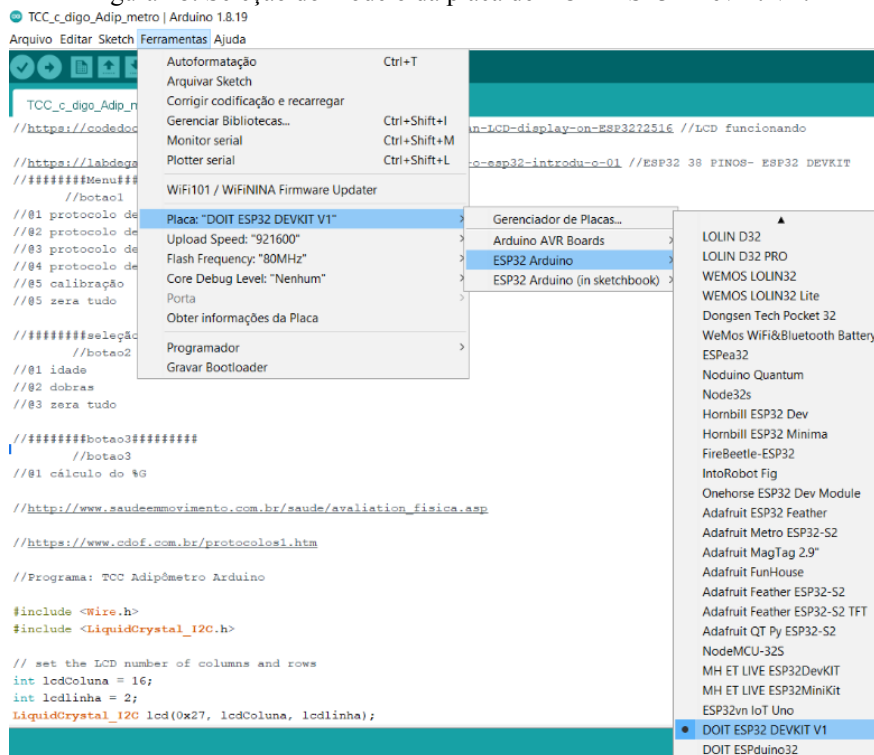 TCC_c_digo_Adip_metro | Arduino 1.8.19
Arquivo Editar Sketch Ferramentas Ajuda
TCC_c_digo_Adip_n
Autoformatação Ctrl+T
Arquivar Sketch
Corrigir codificação e recarregar
Gerenciar Bibliotecas... Ctrl+Shift+I
Monitor serial Ctrl+Shift+M
Plotter serial Ctrl+Shift+L
WiFi101 / WiFiNINA Firmware Updater
Placa: "DOIT ESP32 DEVKIT V1"
Upload Speed: "921600"
Flash Frequency: "80MHz"
Core Debug Level: "Nenhum"
Porta
Obter informações da Placa
Programador
Gravar Bootloader
Gerenciador de Placas...
Arduino AVR Boards
ESP32 Arduino
ESP32 Arduino (in sketchbook)
LOLIN D32
LOLIN D32 PRO
WEMOS LOLIN32
WEMOS LOLIN32 Lite
Dongsen Tech Pocket 32
WeMos WiFi&Bluetooth Battery
ESPea32
Noduino Quantum
Node32s
Hornbill ESP32 Dev
Hornbill ESP32 Minima
FireBeetle-ESP32
IntoRobot Fig
Onehorse ESP32 Dev Module
Adafruit ESP32 Feather
Adafruit Metro ESP32-S2
Adafruit MagTag 2.9"
Adafruit FunHouse
Adafruit Feather ESP32-S2
Adafruit Feather ESP32-S2 TFT
Adafruit QT Py ESP32-S2
NodeMCU-32S
MH ET LIVE ESP32DevKIT
MH ET LIVE ESP32MiniKit
ESP32vn IoT Uno
DOIT ESP32 DEVKIT V1
DOIT ESPduino32
//https://codedoc n-LCD-display-on-ESP32?2516 //LCD funcionando
//https://labdega o-esp32-introdu-o-01 //ESP32 38 PINOS- ESP32 DEVKIT
//########Menu###
//botao1
//@1 protocolo de
//@2 protocolo de
//@3 protocolo de
//@4 protocolo de
//@5 calibração
//@5 zera tudo
//########seleçã
//botao2
//@1 idade
//@2 dobras
//@3 zera tudo
//########botao3#########
//botao3
//@1 cálculo do %G
//http://www.saudeemmovimento.com.br/saude/avaliation_fisica.asp
//https://www.cdof.com.br/protocolos1.htm
//Programa: TCC Adipômetro Arduino
#include <Wire.h>
#include <LiquidCrystal_I2C.h>
// set the LCD number of columns and rows
int lcdColuna = 16;
int lcdlinha = 2;
LiquidCrystal_I2C lcd(0x27, lcdColuna, lcdlinha);